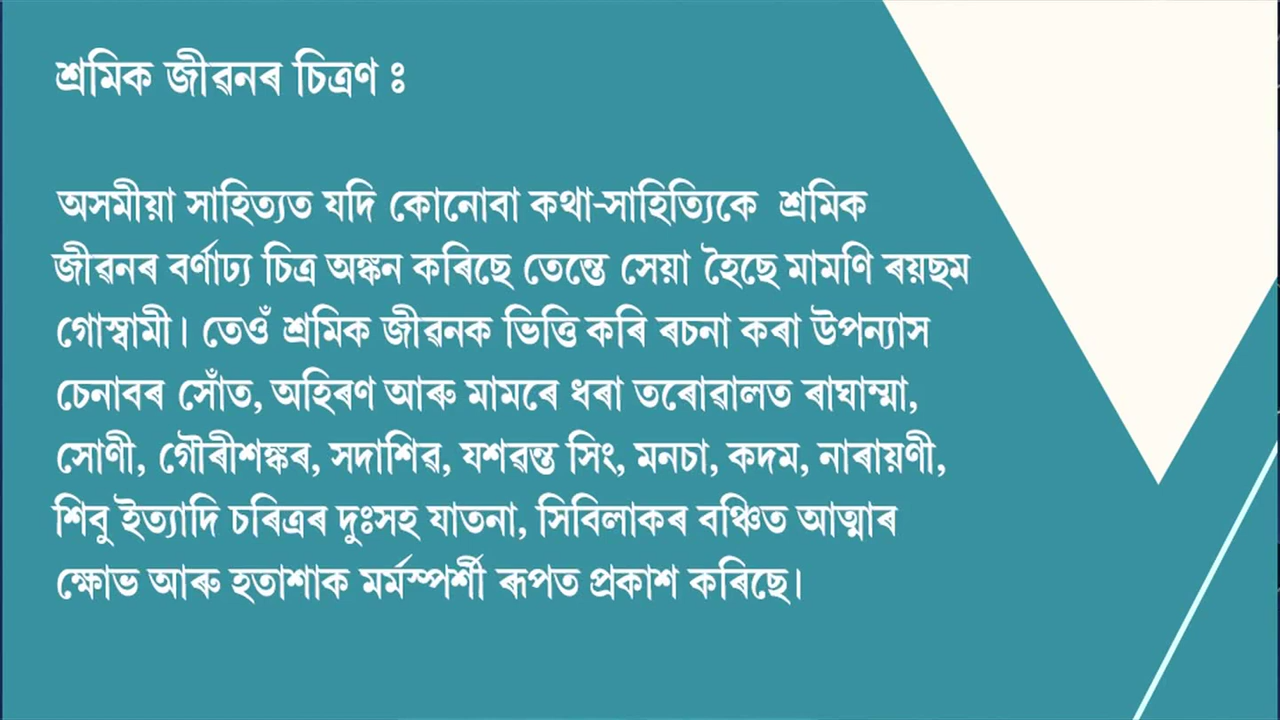 শ্ৰমিক জীৱনৰ চিত্ৰণ ঃ
অসমীয়া সাহিত্যত যদি কোনোবা কথা-সাহিত্যিকে শ্ৰমিক
জীৱনৰ বৰ্ণাঢ্য চিত্ৰ অঙ্কন কৰিছে তেন্তে সেয়া হৈছে মামণি ৰয়ছম
গোস্বামী। তেওঁ শ্ৰমিক জীৱনক ভিত্তি কৰি ৰচনা কৰা উপন্যাস
চেনাবৰ সোঁত, অহিৰণ আৰু মামৰে ধৰা তৰোৱালত ৰাঘাম্মা,
সোণী, গৌৰীশঙ্কৰ, সদাশিৱ, যশৱন্ত সিং, মনচা, কদম, নাৰায়ণী,
শিবু ইত্যাদি চৰিত্ৰৰ দুঃসহ যাতনা, সিবিলাকৰ বঞ্চিত আত্মাৰ
ক্ষোভ আৰু হতাশাক মৰ্মস্পৰ্শী ৰূপত প্ৰকাশ কৰিছে।